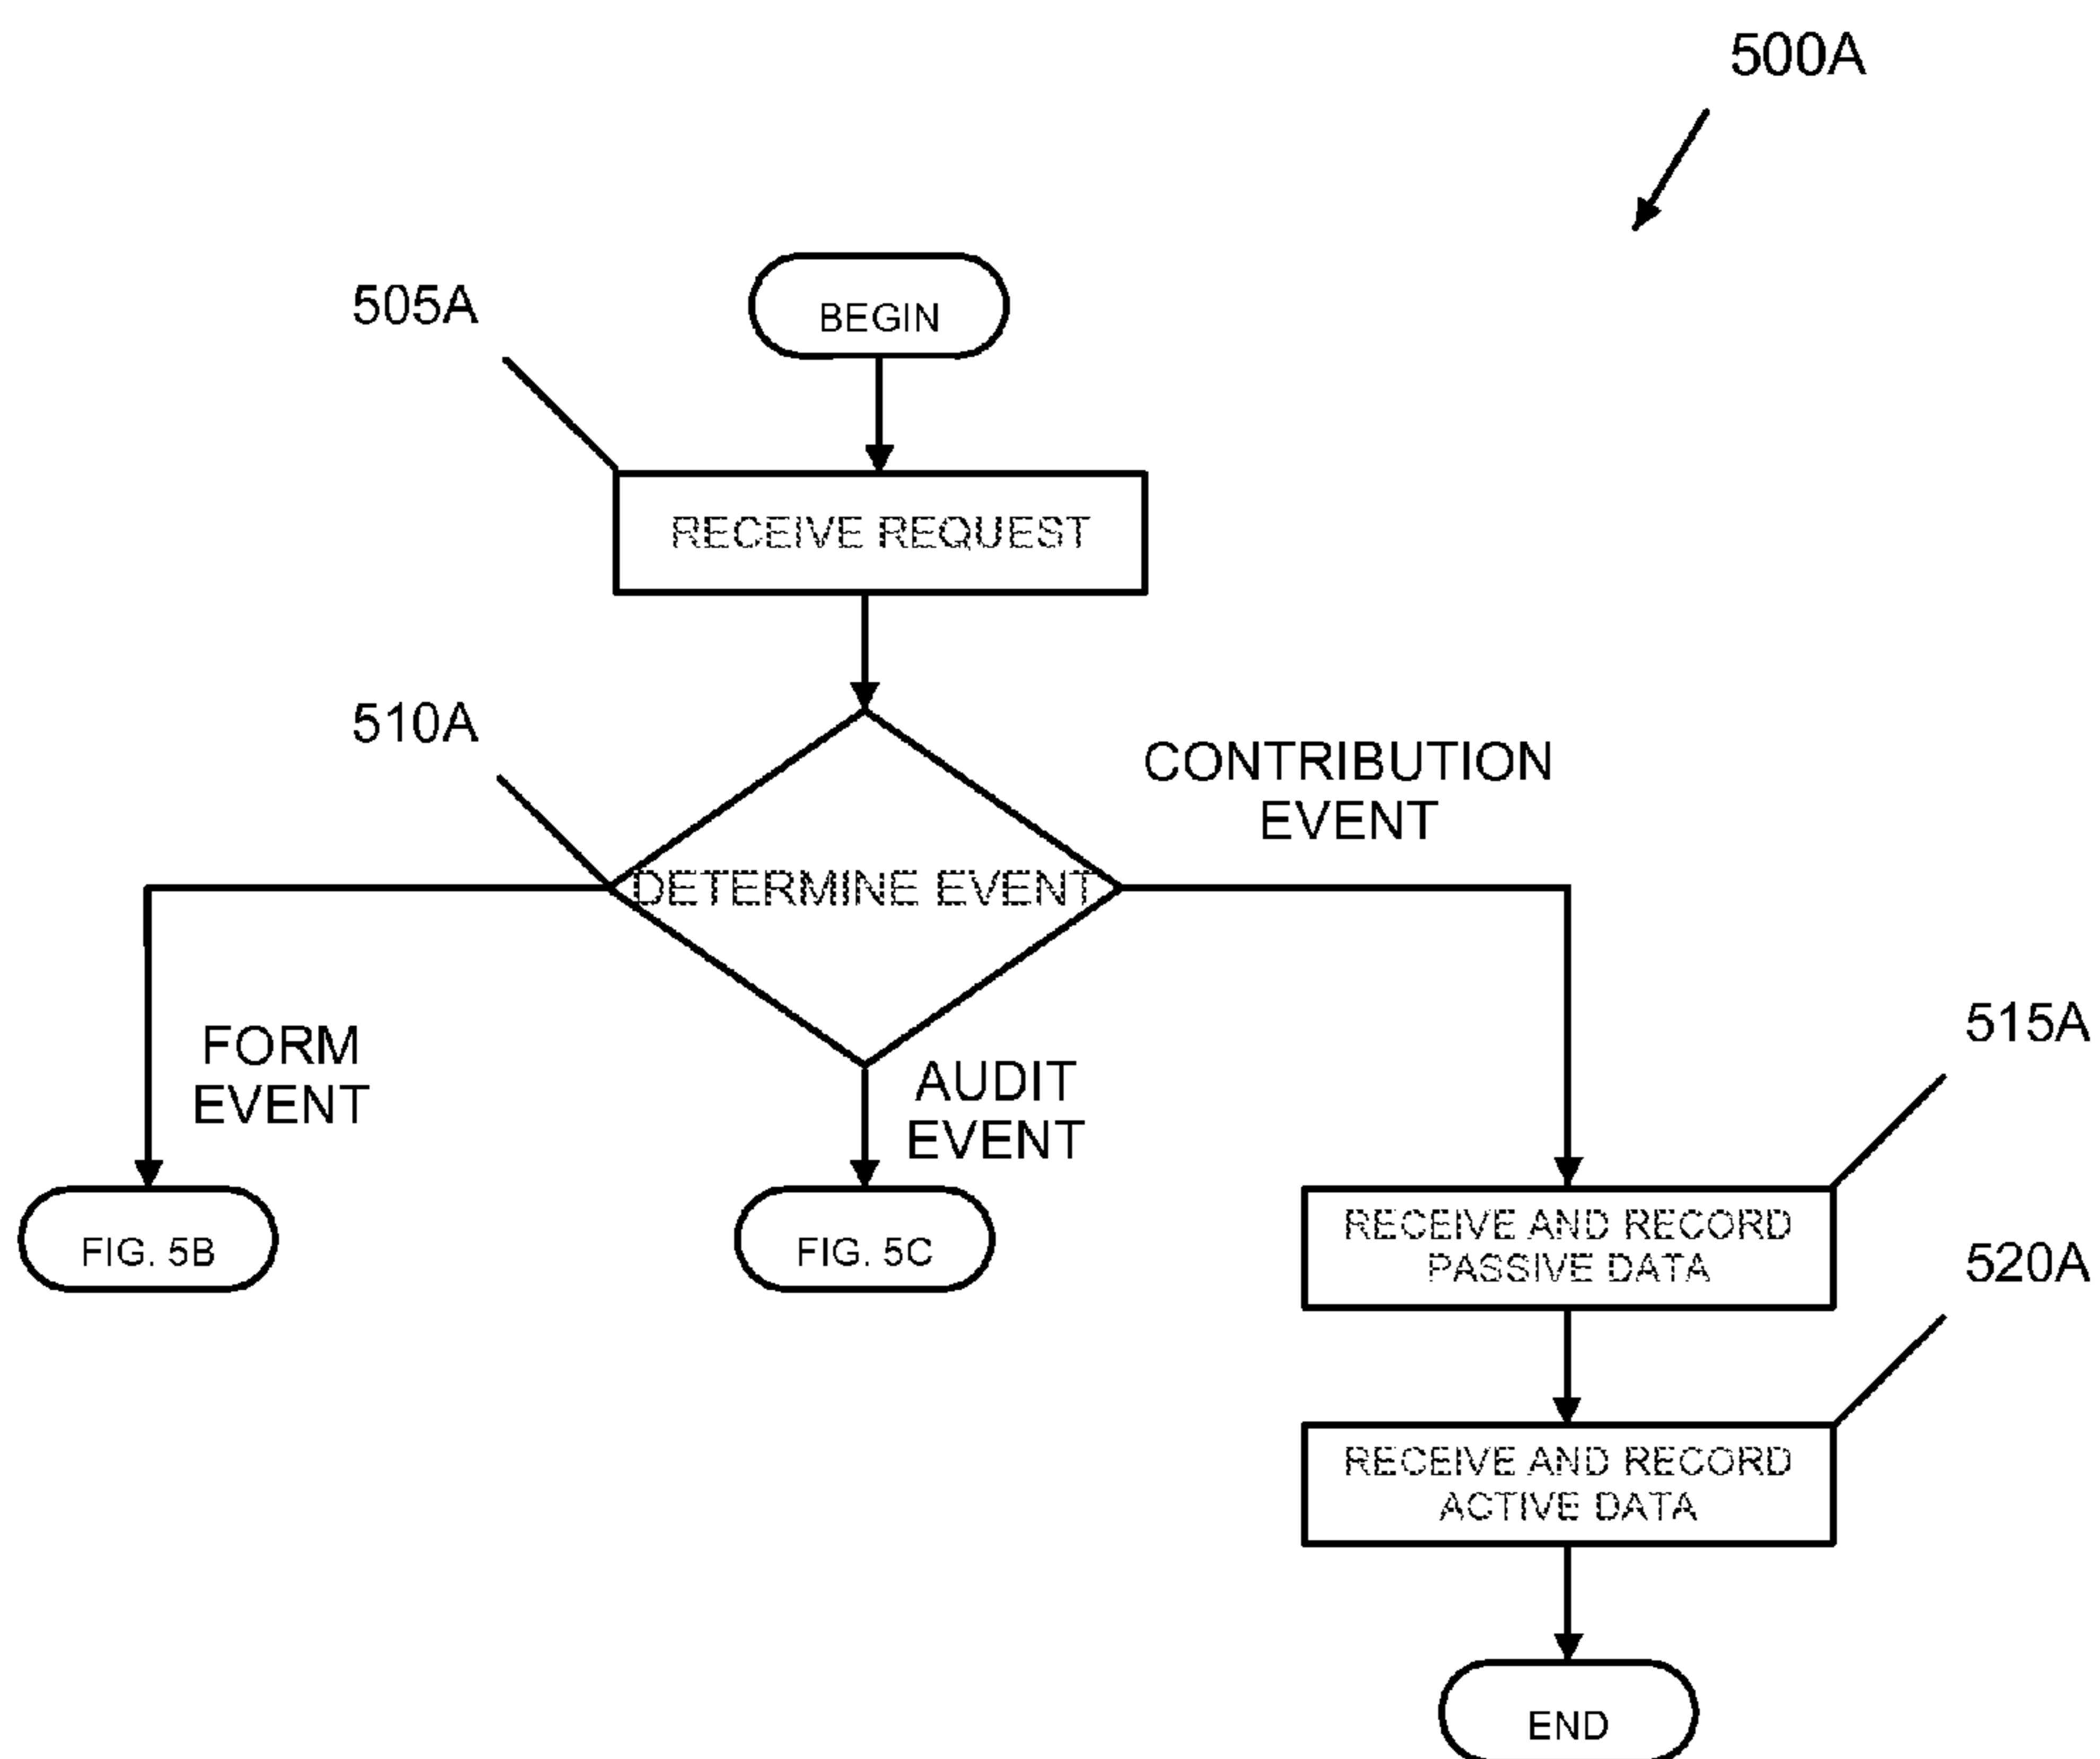 500A
505A
BEGIN
RECEIVE REQUEST
510A
CONTRIBUTION
EVENT
DETERMINE EVENT
FORM
EVENT
AUDIT
EVENT
515A
FIG. 5B
FIG. 5C
RECEIVE AND RECORD
PASSIVE DATA
520A
RECEIVE AND RECORD
ACTIVE DATA
END